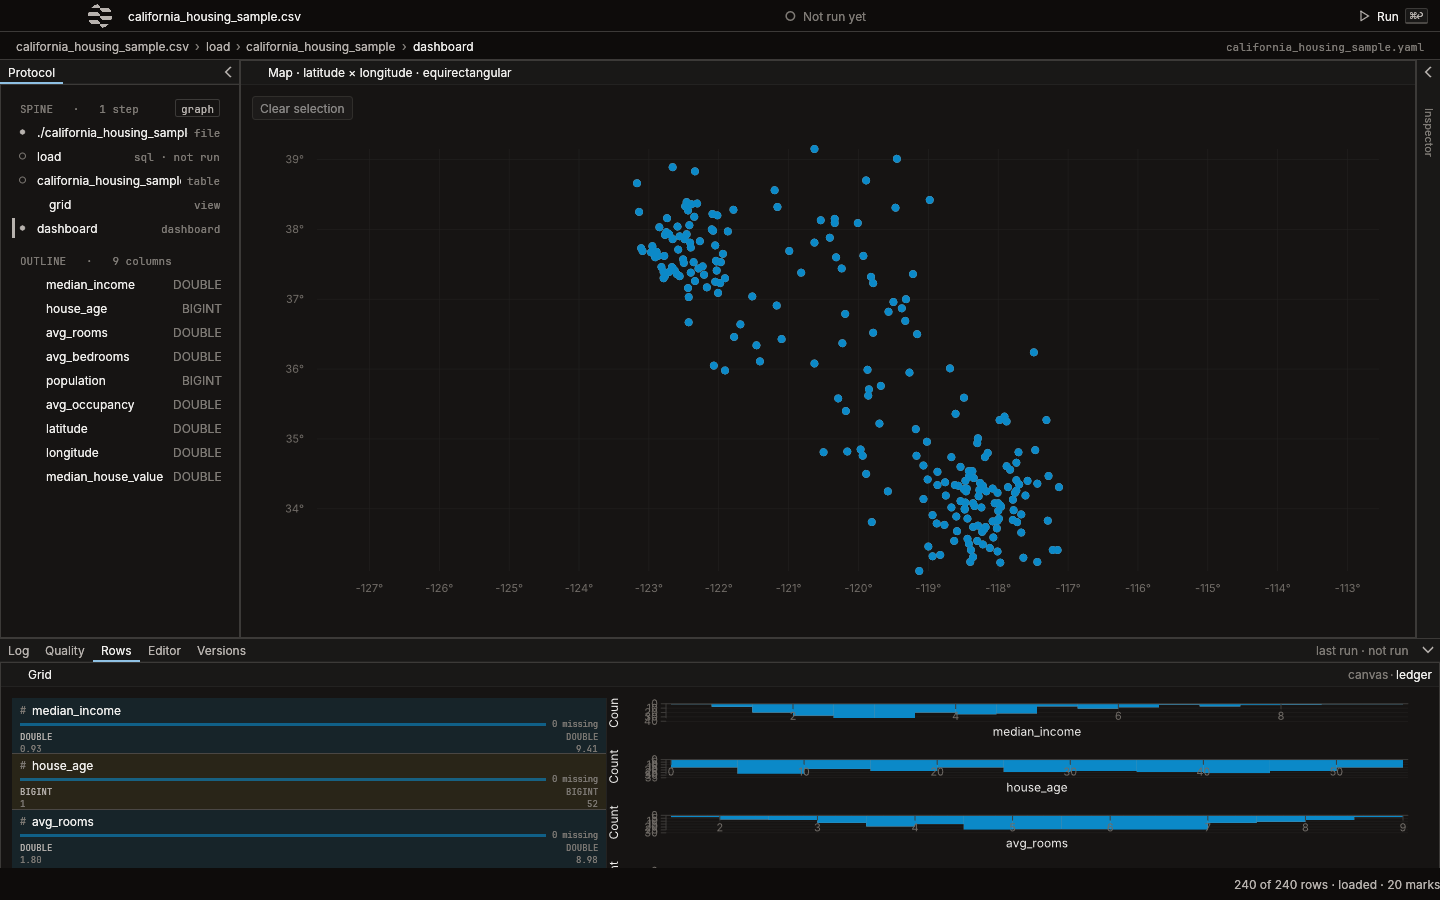 california_housing_sample.csv
Not run yet
Run
california_housing_sample.csv › load › california_housing_sample › dashboard
california_housing_sample.yaml
Protocol
Map · latitude × longitude · equirectangular
Inspector
SPINE · 1 step graph
./california_housing_sampl file
load sql · not run
california_housing_sampl table
grid view
dashboard dashboard
OUTLINE · 9 columns
median_income DOUBLE
house_age BIGINT
avg_rooms DOUBLE
avg_bedrooms DOUBLE
population BIGINT
avg_occupancy DOUBLE
latitude DOUBLE
longitude DOUBLE
median_house_value DOUBLE
Clear selection
39°
38°
37°
36°
35°
34°
-127° -126° -125° -124° -123° -122° -121° -120° -119° -118° -117° -116° -115° -114° -113°
Log Quality Rows Editor Versions
last run · not run
Grid
canvas · ledger
# median_income
0 missing
DOUBLE DOUBLE
0.93 9.41
Coun
2 4 6 8
median_income
# house_age
0 missing
BIGINT BIGINT
1 52
Count
0 10 20 30 40 50
house_age
# avg_rooms
0 missing
DOUBLE DOUBLE
1.80 8.98
Count
2 3 4 5 6 7 8 9
avg_rooms
240 of 240 rows · loaded · 20 marks